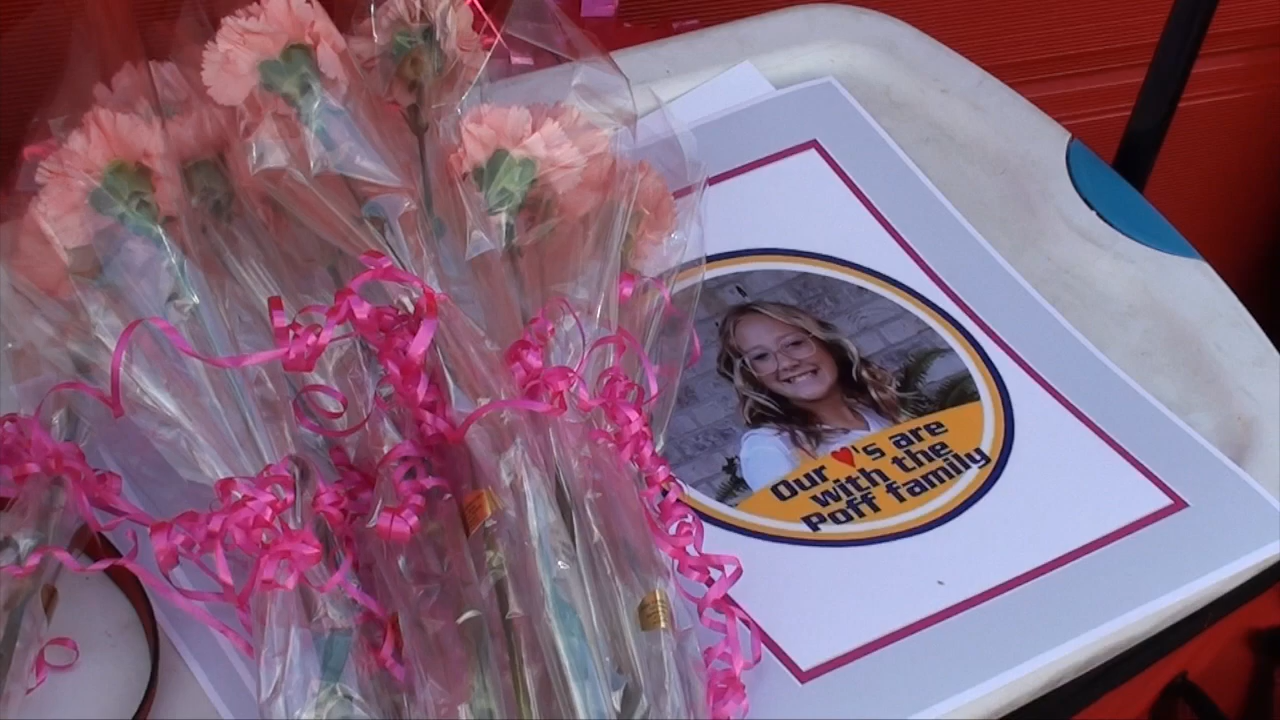 Our ♥'s are
with the
Poff family